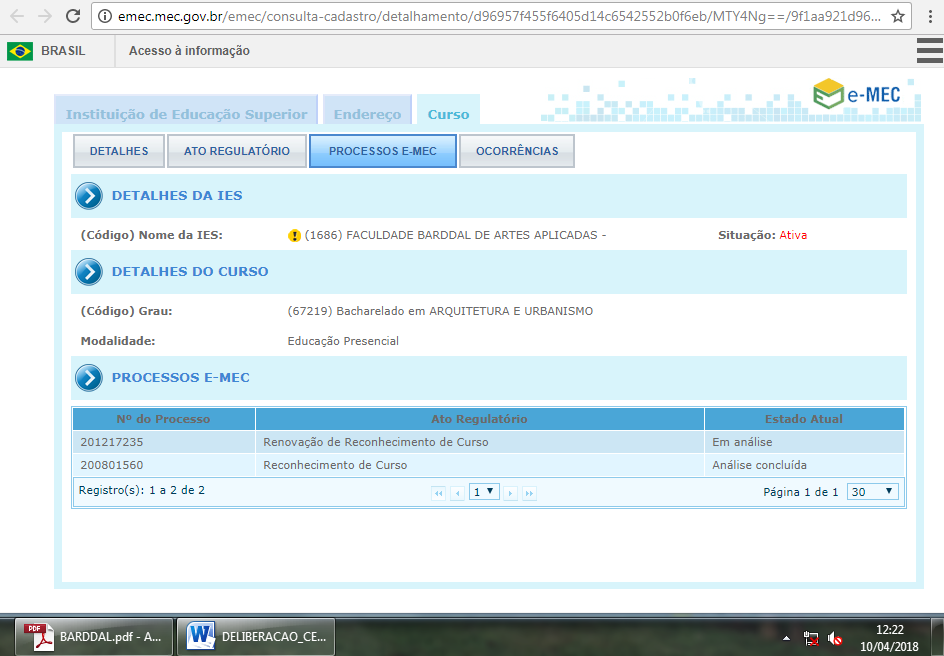 emec.mec.gov.br/emec/consulta-cadastro/detalhamento/d96957f455f6405d14c6542552b0f6eb/MTY4Ng==/9f1aa921d96...
BRASIL
Acesso à informação
Instituição de Educação Superior
Endereço
Curso
e-MEC
DETALHES
ATO REGULATÓRIO
PROCESSOS E-MEC
OCORRÊNCIAS
DETALHES DA IES
(Código) Nome da IES:
(1686) FACULDADE BARDDAL DE ARTES APLICADAS -
Situação: Ativa
DETALHES DO CURSO
(Código) Grau:
(67219) Bacharelado em ARQUITETURA E URBANISMO
Modalidade:
Educação Presencial
PROCESSOS E-MEC
Nº do Processo
Ato Regulatório
Estado Atual
201217235
Renovação de Reconhecimento de Curso
Em análise
200801560
Reconhecimento de Curso
Análise concluída
Registro(s): 1 a 2 de 2
1
Página 1 de 1
30
PDF
BARDDAL.pdf - A...
W
DELIBERACAO_CE...
12:22
10/04/2018